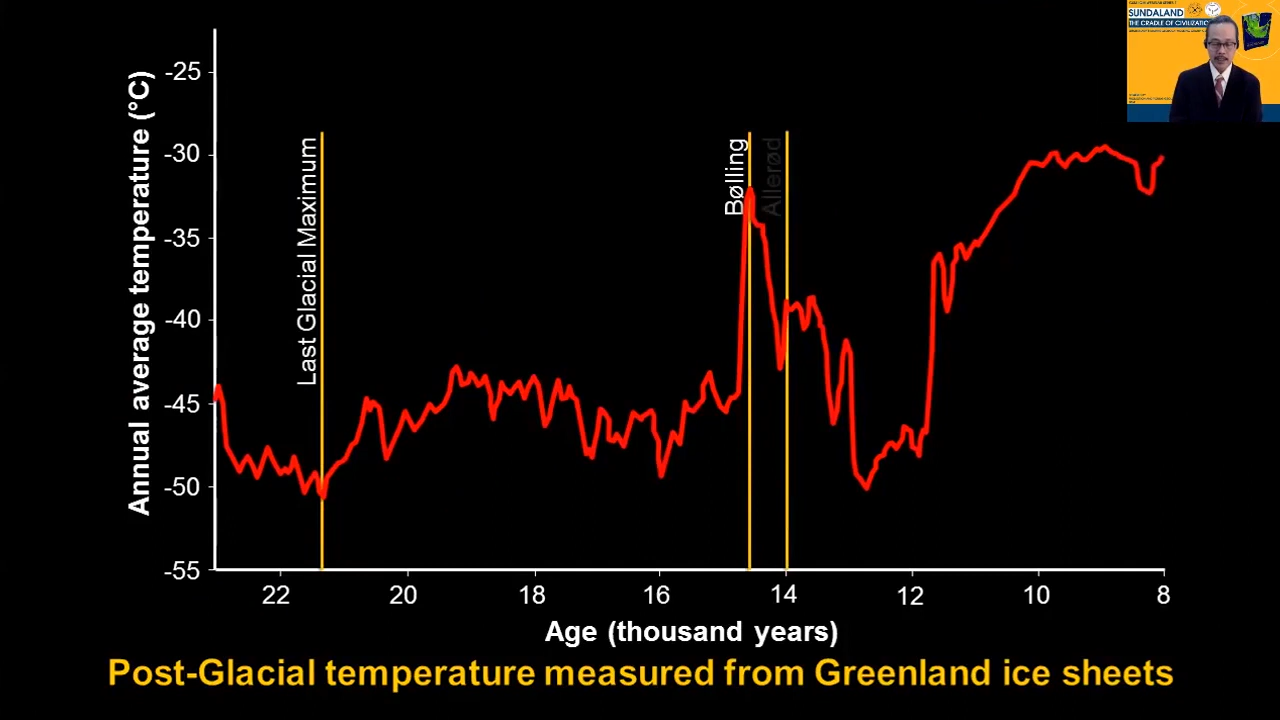 SUNDALAND
THE CRADLE OF CIVILIZATION
Annual average temperature (°C)
-25
-30
-35
-40
-45
-50
-55
Last Glacial Maximum
Bølling
Allerød
22 20 18 16 14 12 10 8
Age (thousand years)
Post-Glacial temperature measured from Greenland ice sheets